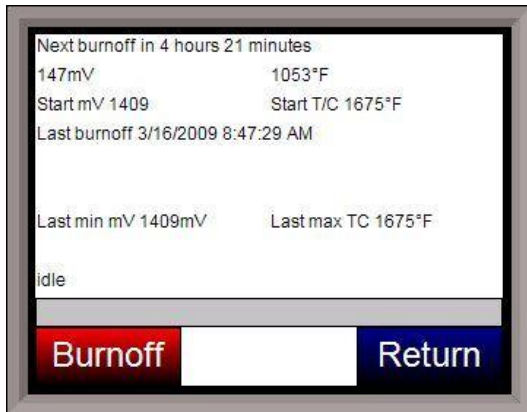 Next burnoff in 4 hours 21 minutes
147mV 1053°F
Start mV 1409 Start T/C 1675°F
Last burnoff 3/16/2009 8:47:29 AM
Last min mV 1409mV Last max TC 1675°F
idle
Burnoff Return